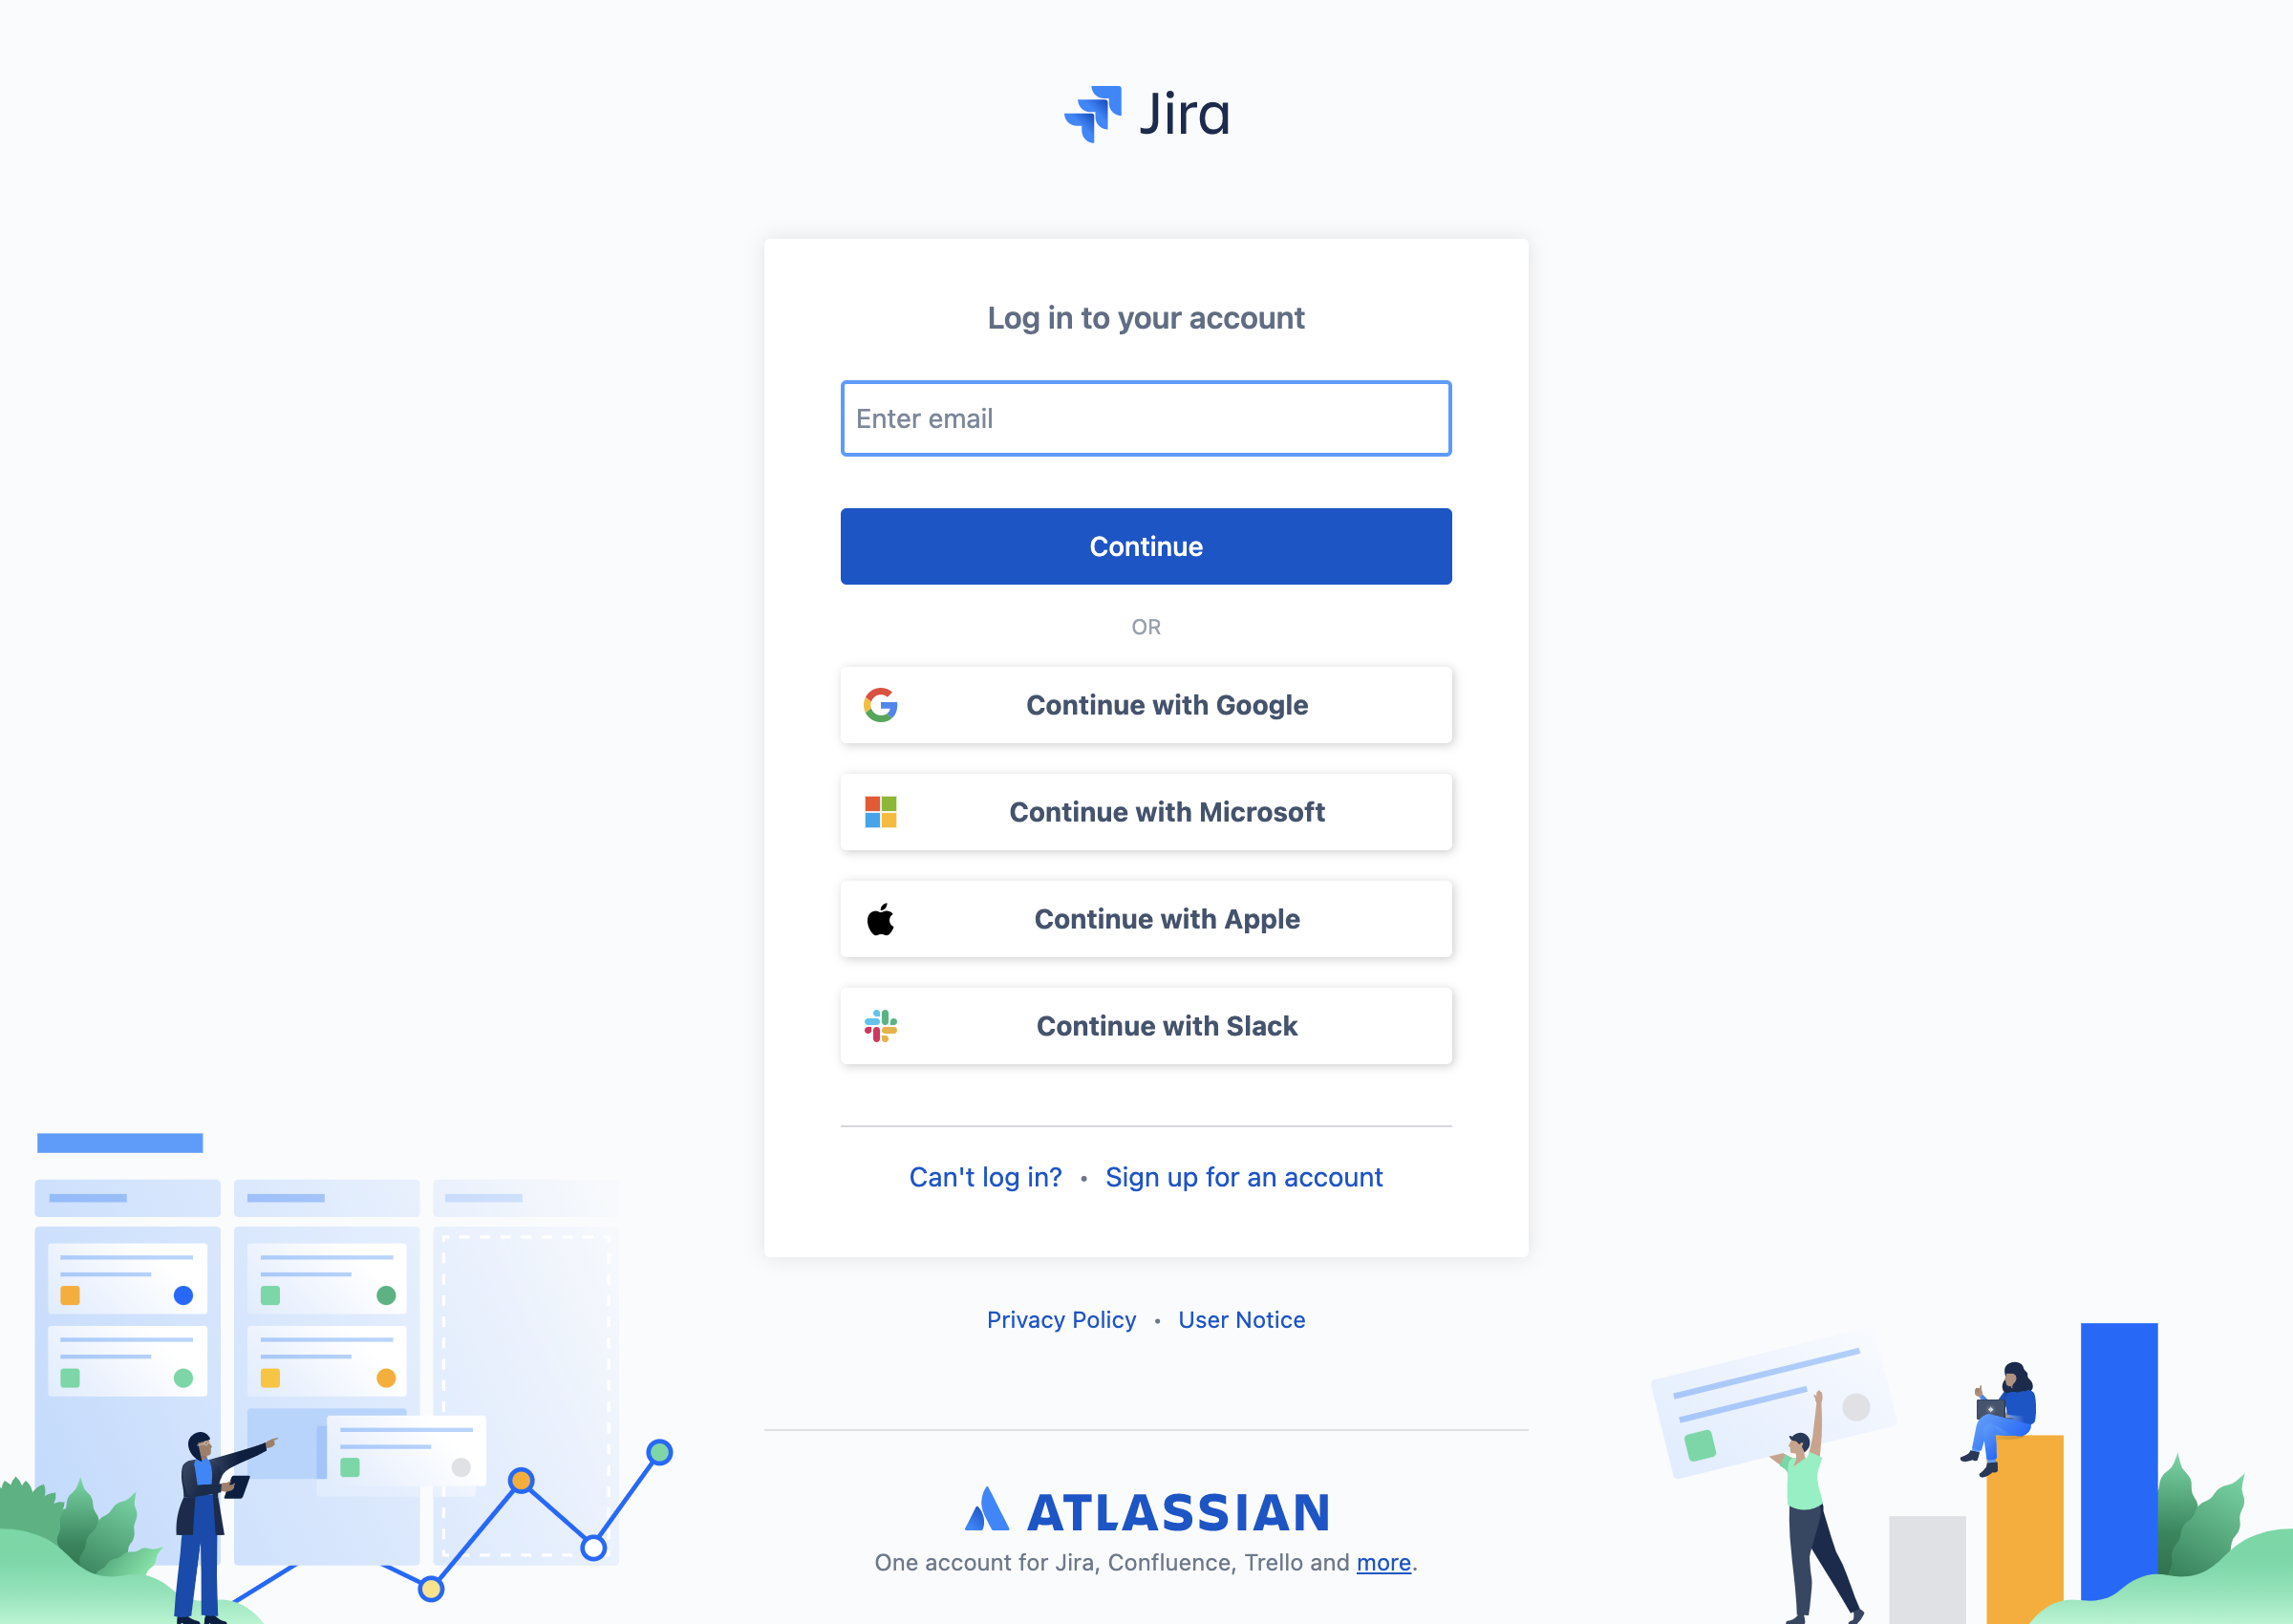 Jira
Log in to your account
Enter email
Continue
OR
Continue with Google
Continue with Microsoft
Continue with Apple
Continue with Slack
Can't log in? • Sign up for an account
Privacy Policy • User Notice
ATLASSIAN
One account for Jira, Confluence, Trello and more.